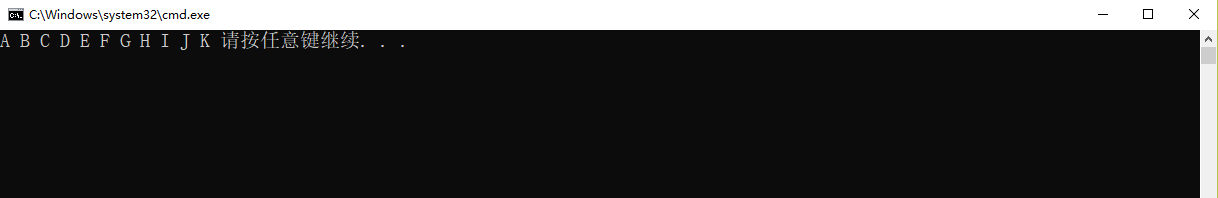 C:\Windows\system32\cmd.exe
A B C D E F G H I J K 请按任意键继续. . .